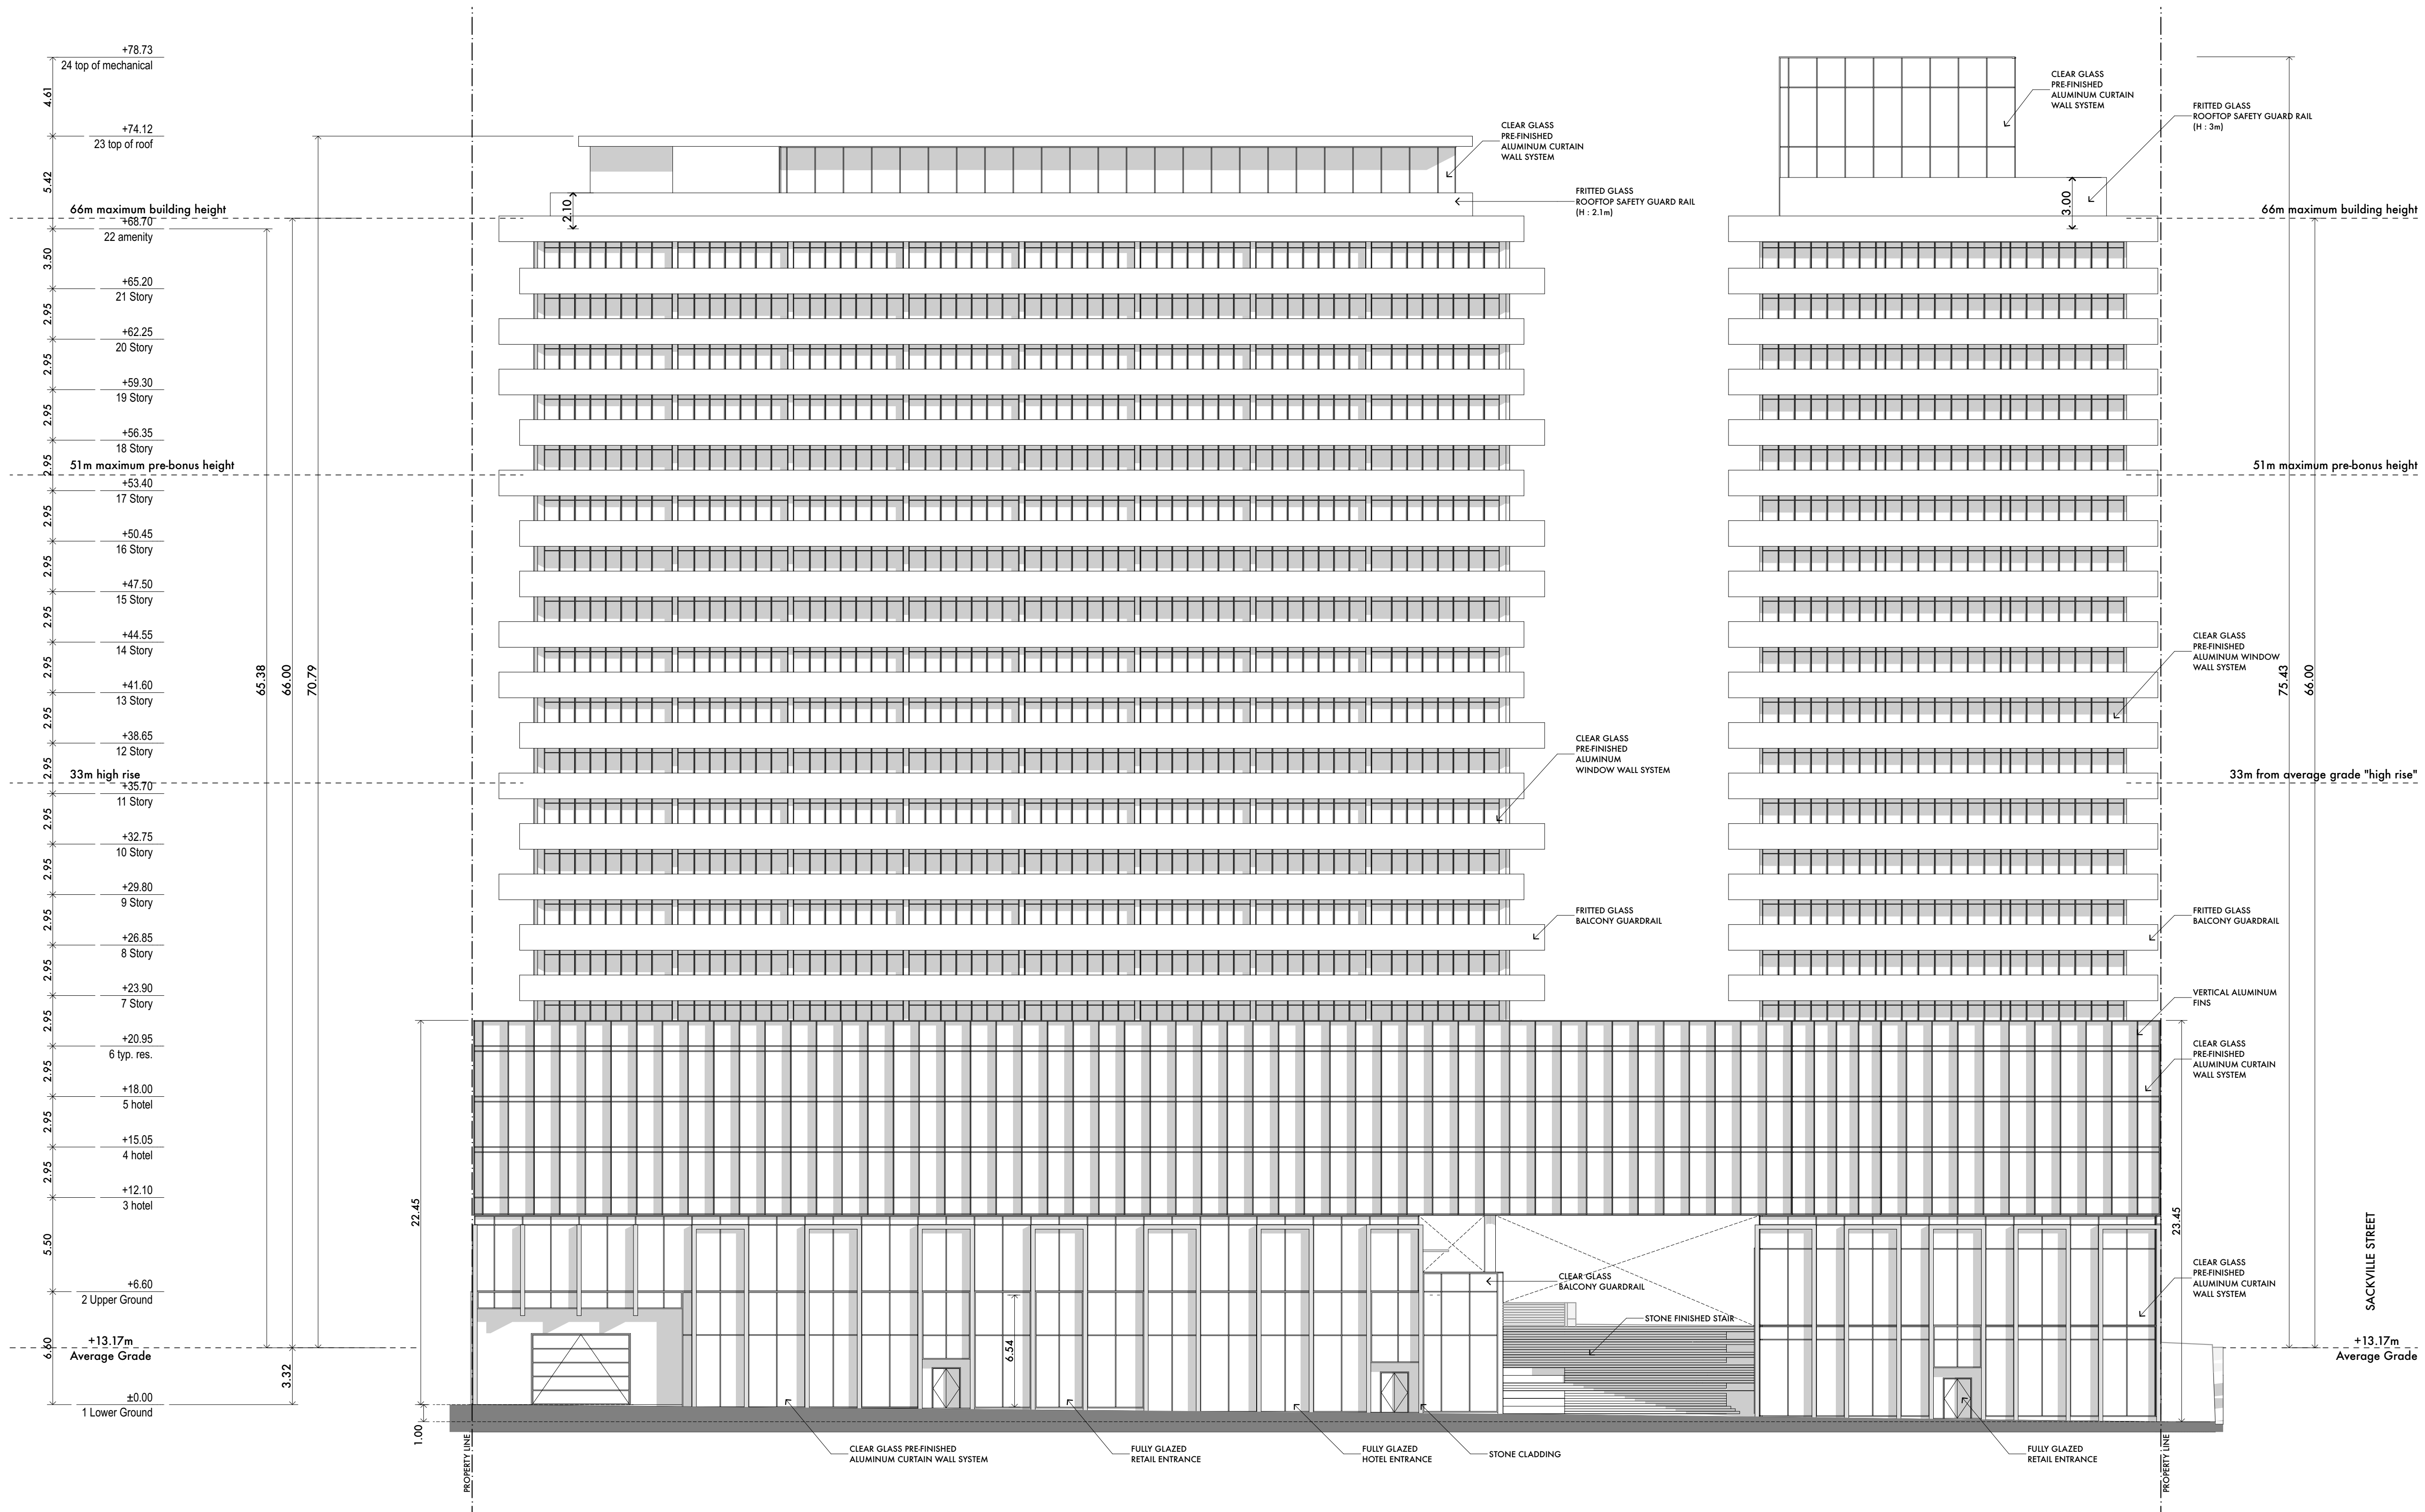 +78.73
24 top of mechanical
4.61
+74.12
23 top of roof
5.42
66m maximum building height
+68.70
22 amenity
3.50
+65.20
21 Story
2.95
+62.25
20 Story
2.95
+59.30
19 Story
2.95
+56.35
18 Story
2.95
51m maximum pre-bonus height
+53.40
17 Story
2.95
+50.45
16 Story
2.95
+47.50
15 Story
2.95
+44.55
14 Story
2.95
+41.60
13 Story
2.95
+38.65
12 Story
2.95
33m high rise
+35.70
11 Story
2.95
+32.75
10 Story
2.95
+29.80
9 Story
2.95
+26.85
8 Story
2.95
+23.90
7 Story
2.95
+20.95
6 typ. res.
2.95
+18.00
5 hotel
2.95
+15.05
4 hotel
2.95
+12.10
3 hotel
5.50
+6.60
2 Upper Ground
6.60
+13.17m
Average Grade
±0.00
1 Lower Ground
65.38
66.00
70.79
3.32
22.45
1.00
PROPERTY LINE
2.10
CLEAR GLASS
PRE-FINISHED
ALUMINUM CURTAIN
WALL SYSTEM
FRITTED GLASS
ROOFTOP SAFETY GUARD RAIL
(H : 2.1m)
CLEAR GLASS
PRE-FINISHED
ALUMINUM
WINDOW WALL SYSTEM
FRITTED GLASS
BALCONY GUARDRAIL
6.54
CLEAR GLASS
BALCONY GUARDRAIL
STONE FINISHED STAIR
CLEAR GLASS PRE-FINISHED
ALUMINUM CURTAIN WALL SYSTEM
FULLY GLAZED
RETAIL ENTRANCE
FULLY GLAZED
HOTEL ENTRANCE
STONE CLADDING
FULLY GLAZED
RETAIL ENTRANCE
CLEAR GLASS
PRE-FINISHED
ALUMINUM CURTAIN
WALL SYSTEM
FRITTED GLASS
ROOFTOP SAFETY GUARD RAIL
(H : 3m)
3.00
66m maximum building height
51m maximum pre-bonus height
CLEAR GLASS
PRE-FINISHED
ALUMINUM WINDOW
WALL SYSTEM
75.43
66.00
33m from average grade "high rise"
FRITTED GLASS
BALCONY GUARDRAIL
VERTICAL ALUMINUM
FINS
CLEAR GLASS
PRE-FINISHED
ALUMINUM CURTAIN
WALL SYSTEM
23.45
CLEAR GLASS
PRE-FINISHED
ALUMINUM CURTAIN
WALL SYSTEM
SACKVILLE STREET
+13.17m
Average Grade
PROPERTY LINE